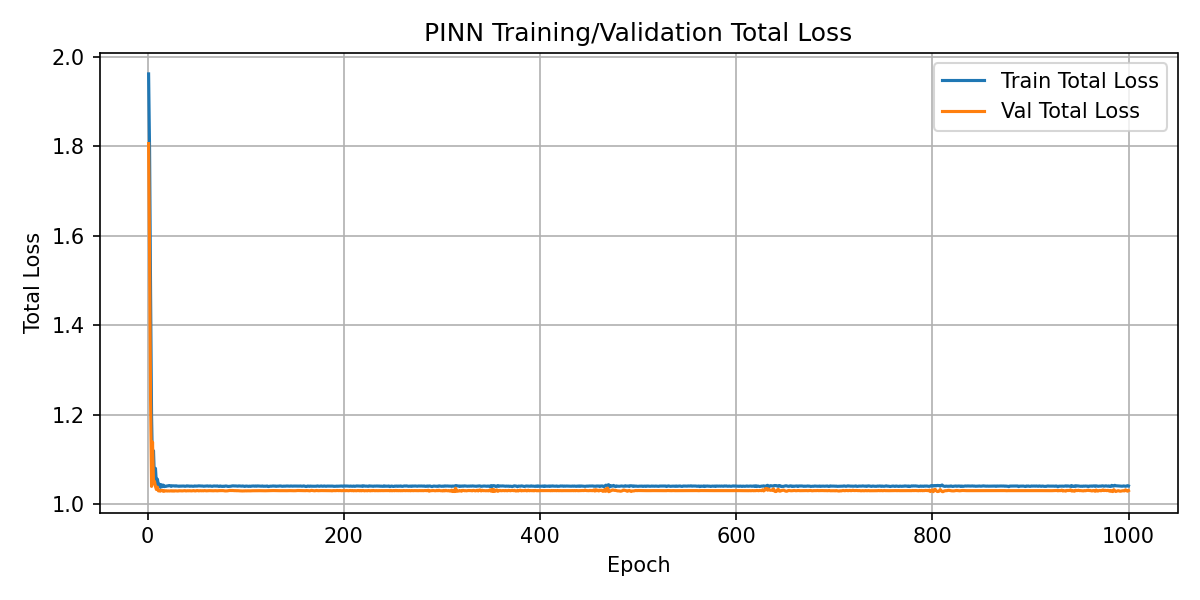 PINN Training/Validation Total Loss
Total Loss
2.0
1.8
1.6
1.4
1.2
1.0
Train Total Loss
Val Total Loss
0
200
400
600
800
1000
Epoch